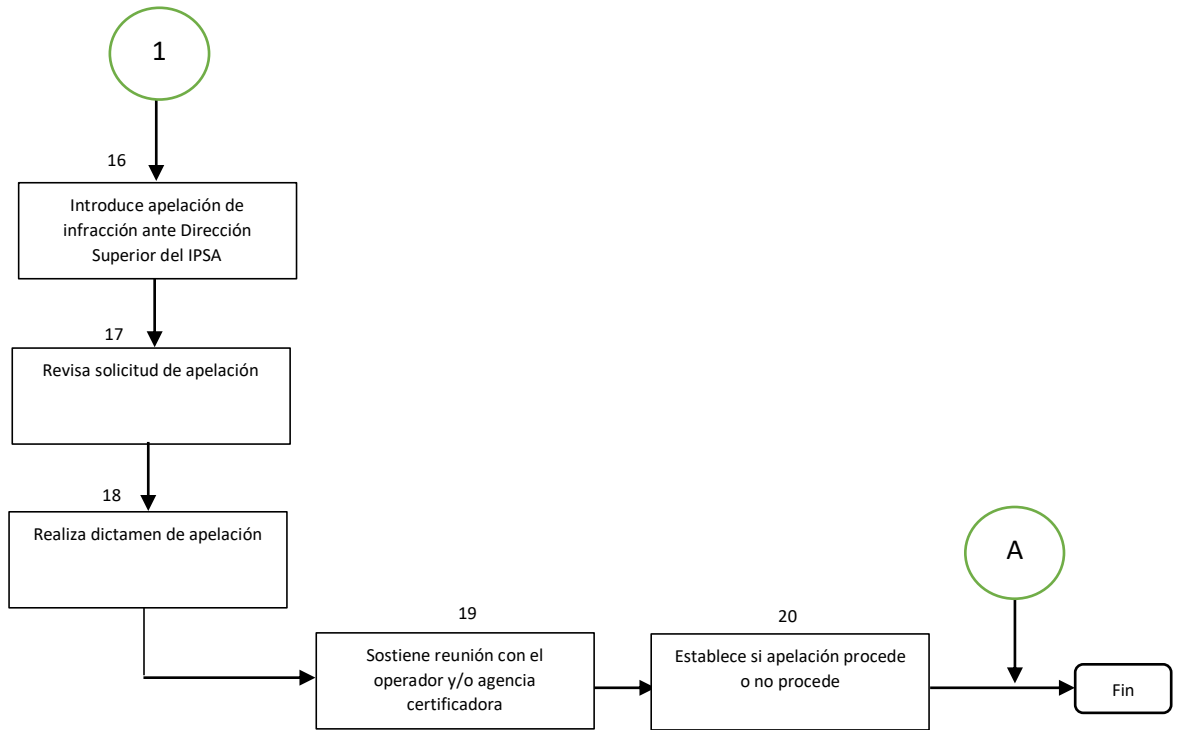 1
16
Introduce apelación de
infracción ante Dirección
Superior del IPSA
17
Revisa solicitud de apelación
18
Realiza dictamen de apelación
A
19
Sostiene reunión con el
operador y/o agencia
certificadora
20
Establece si apelación procede
o no procede
Fin